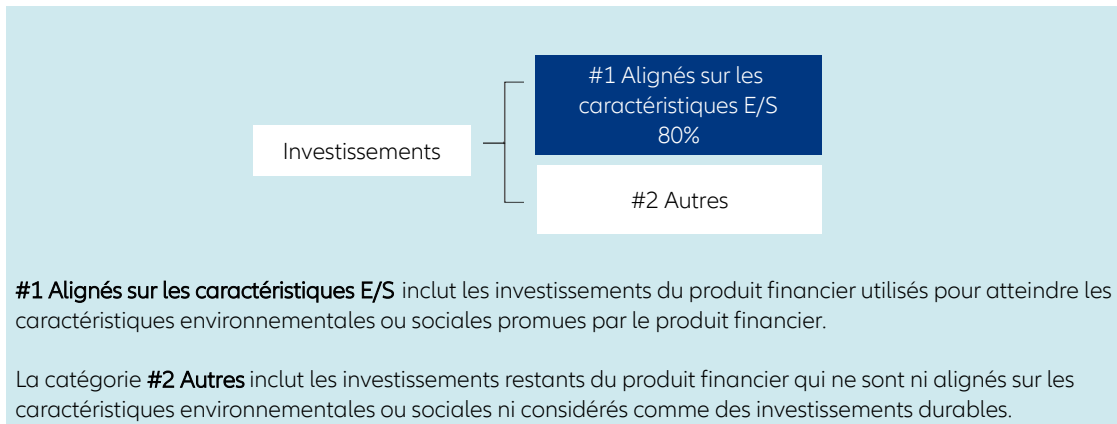 #1 Alignés sur les
caractéristiques E/S
80%
Investissements
#2 Autres
#1 Alignés sur les caractéristiques E/S inclut les investissements du produit financier utilisés pour atteindre les
caractéristiques environnementales ou sociales promues par le produit financier.
La catégorie #2 Autres inclut les investissements restants du produit financier qui ne sont ni alignés sur les
caractéristiques environnementales ou sociales ni considérés comme des investissements durables.